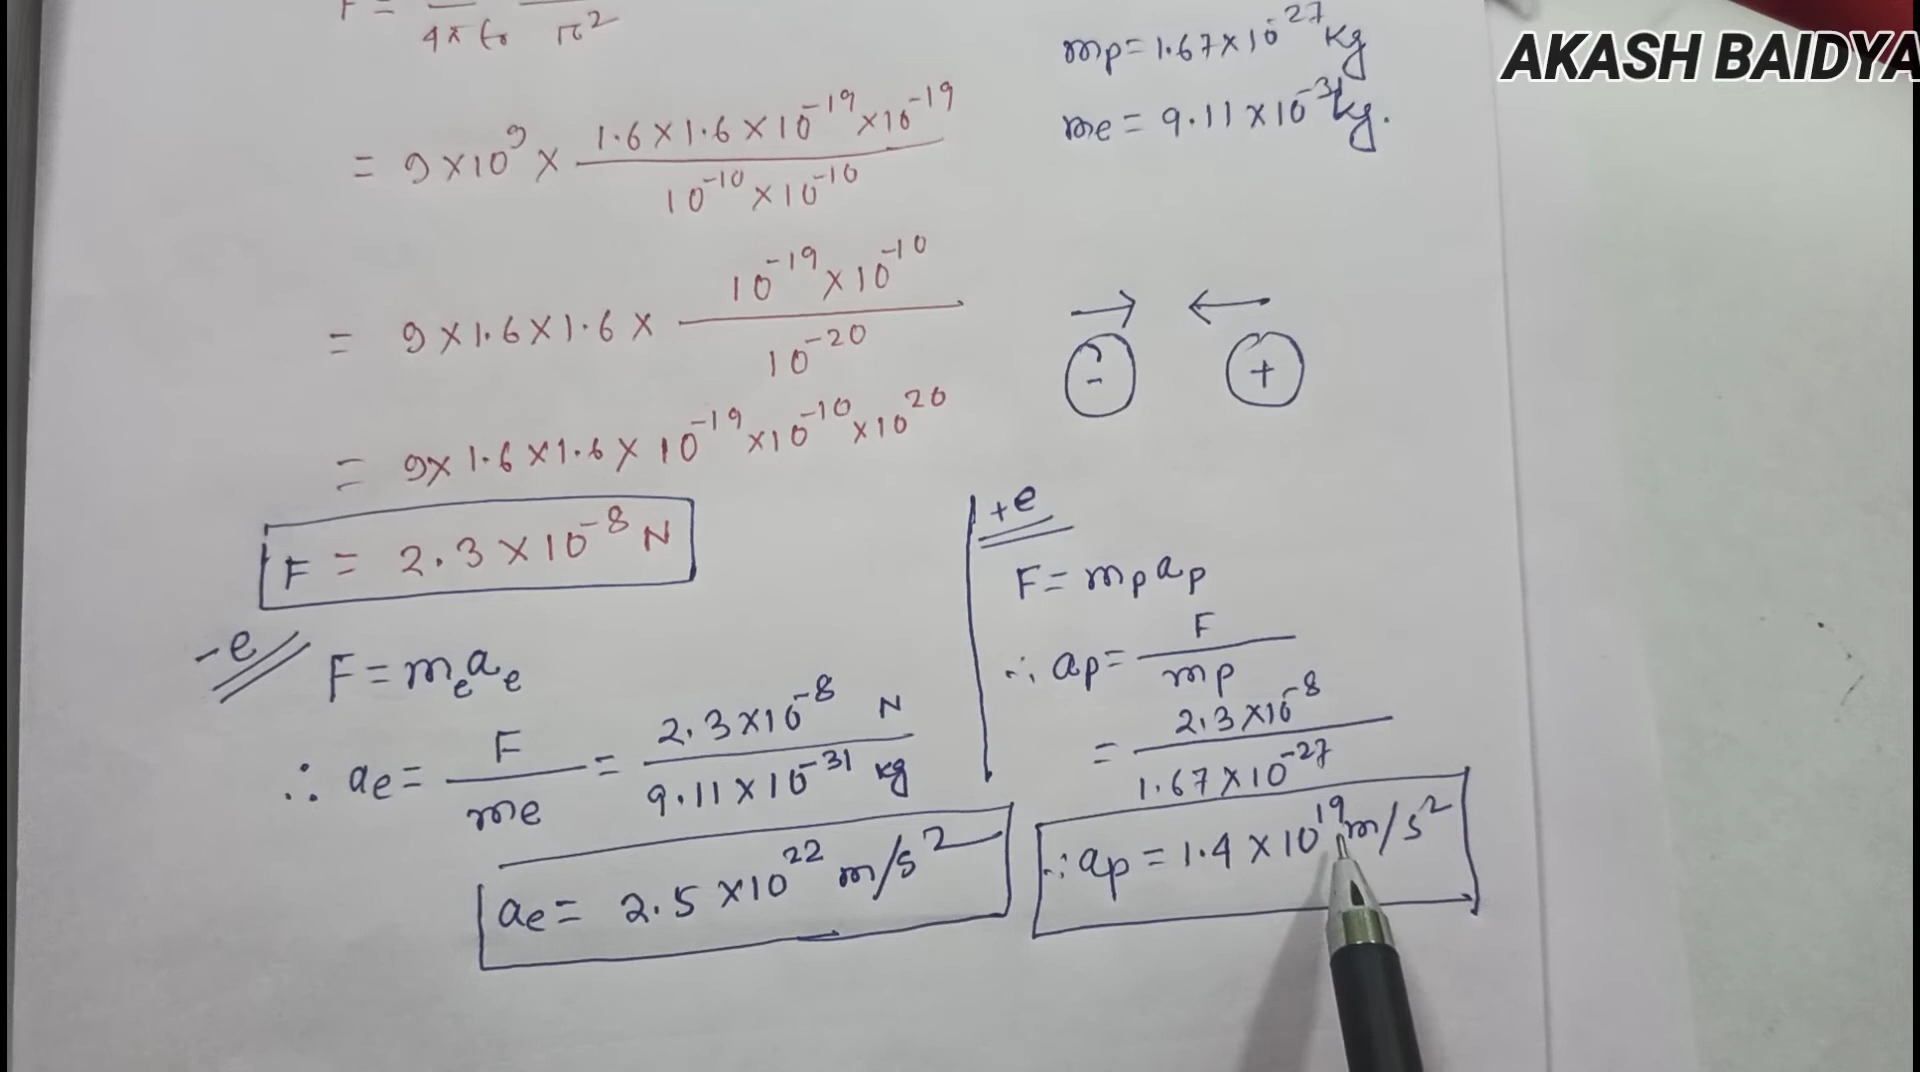 AKASH BAIDYA
4π ϵ₀ r²
mp = 1.67 × 10⁻²⁷ kg
me = 9.11 × 10⁻³¹ kg.
= 9 × 10⁹ × (1.6 × 1.6 × 10⁻¹⁹ × 10⁻¹⁹) / (10⁻¹⁰ × 10⁻¹⁰)
= 9 × 1.6 × 1.6 × (10⁻¹⁹ × 10⁻¹⁰) / 10⁻²⁰
→ ←
- +
= 9 × 1.6 × 1.6 × 10⁻¹⁹ × 10⁻¹⁰ × 10²⁰
F = 2.3 × 10⁻⁸ N
-e
F = mₑaₑ
∴ ae = F / me = 2.3 × 10⁻⁸ N / 9.11 × 10⁻³¹ kg
ae = 2.5 × 10²² m/s²
+e
F = mₚaₚ
∴ ap = F / mp
= 2.3 × 10⁻⁸ / 1.67 × 10⁻²⁷
∴ ap = 1.4 × 10¹⁹ m/s²